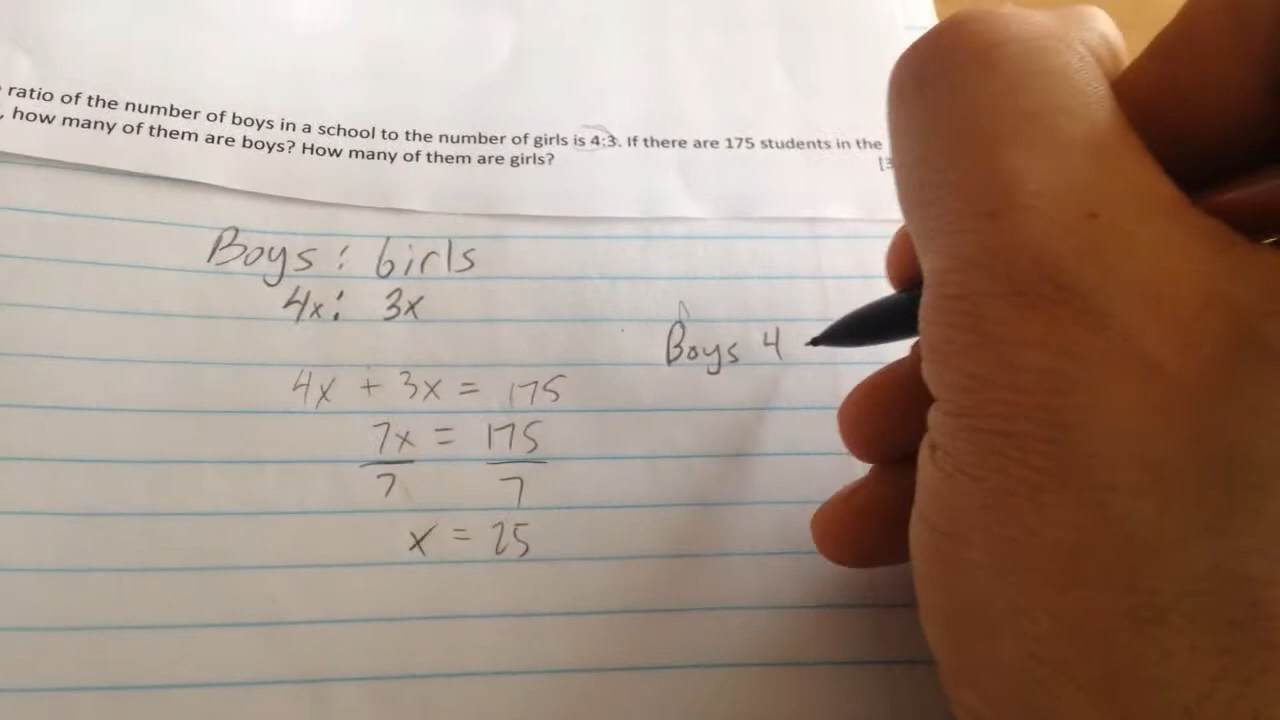 ratio of the number of boys in a school to the number of girls is 4:3. If there are 175 students in the
, how many of them are boys? How many of them are girls?
[3
Boys : Girls
4x : 3x
Boys 4
4x + 3x = 175
7x = 175
7 7
x = 25